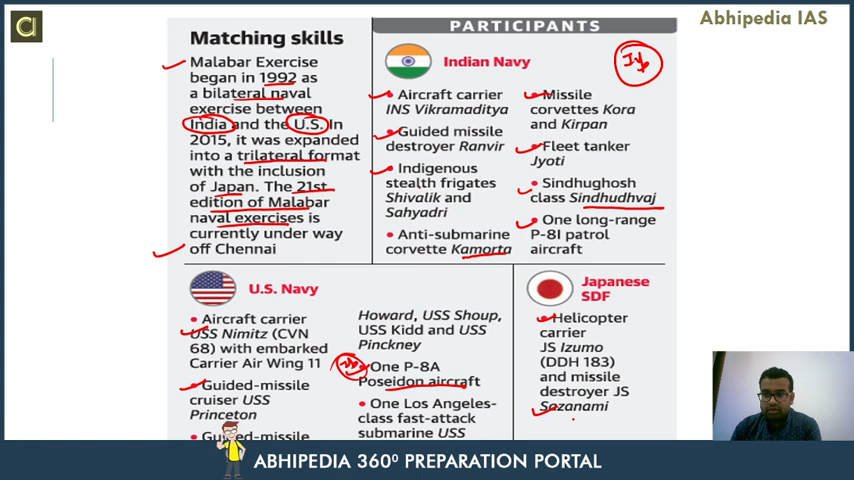 Abhipedia IAS
Matching skills
Malabar Exercise
began in 1992 as
a bilateral naval
exercise between
India and the U.S. In
2015, it was expanded
into a trilateral format
with the inclusion
of Japan. The 21st
edition of Malabar
naval exercises is
currently under way
off Chennai
PARTICIPANTS
Indian Navy
• Aircraft carrier
INS Vikramaditya
• Guided missile
destroyer Ranvir
• Indigenous
stealth frigates
Shivalik and
Sahyadri
• Anti-submarine
corvette Kamorta
• Missile
corvettes Kora
and Kirpan
• Fleet tanker
Jyoti
• Sindhughosh
class Sindhudhvaj
• One long-range
P-8I patrol
aircraft
U.S. Navy
• Aircraft carrier
USS Nimitz (CVN
68) with embarked
Carrier Air Wing 11
• Guided-missile
cruiser USS
Princeton
• Guided-missile
Howard, USS Shoup,
USS Kidd and USS
Pinckney
• One P-8A
Poseidon aircraft
• One Los Angeles-
class fast-attack
submarine USS
Japanese
SDF
• Helicopter
carrier
JS Izumo
(DDH 183)
and missile
destroyer JS
Sazanami
ABHIPEDIA 360⁰ PREPARATION PORTAL